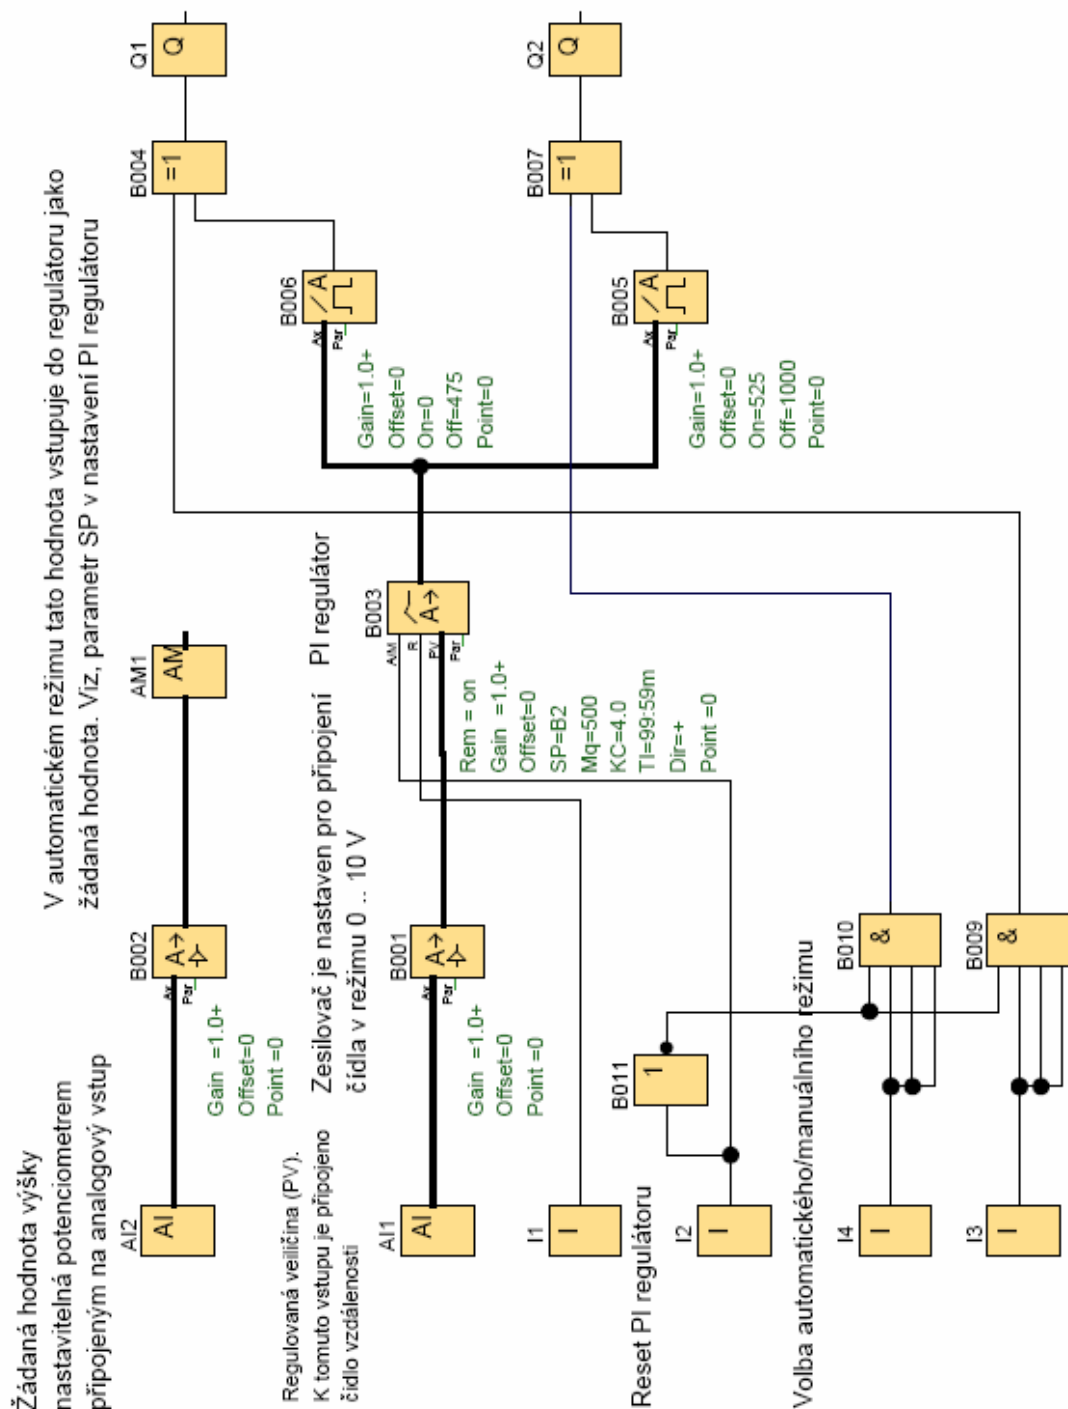 Žádaná hodnota výšky
nastavitelná potenciometrem
připojeným na analogový vstup
V automatickém režimu tato hodnota vstupuje do regulátoru jako
žádaná hodnota. Viz, parametr SP v nastavení PI regulátoru
AI2
AI
B002
A→
Ax
Par
Gain =1.0+
Offset=0
Point =0
AM1
AM
B004
=1
Q1
Q
Regulovaná veiličina (PV).
K tomuto vstupu je připojeno
čidlo vzdálenosti
Zesilovač je nastaven pro připojení
čidla v režimu 0 .. 10 V
PI regulátor
AI1
AI
B001
A→
Ax
Par
Gain =1.0+
Offset=0
Point =0
B003
A→
A/M
R
PV
Par
Rem = on
Gain =1.0+
Offset=0
SP=B2
Mq=500
KC=4.0
TI=99:59m
Dir=+
Point =0
B006
A
Ax
Par
Gain=1.0+
Offset=0
On=0
Off=475
Point=0
B007
=1
Q2
Q
B005
A
Ax
Par
Gain=1.0+
Offset=0
On=525
Off=1000
Point=0
I1
I
Reset PI regulátoru
I2
I
B011
1
Volba automatického/manuálního režimu
I4
I
B010
&
I3
I
B009
&